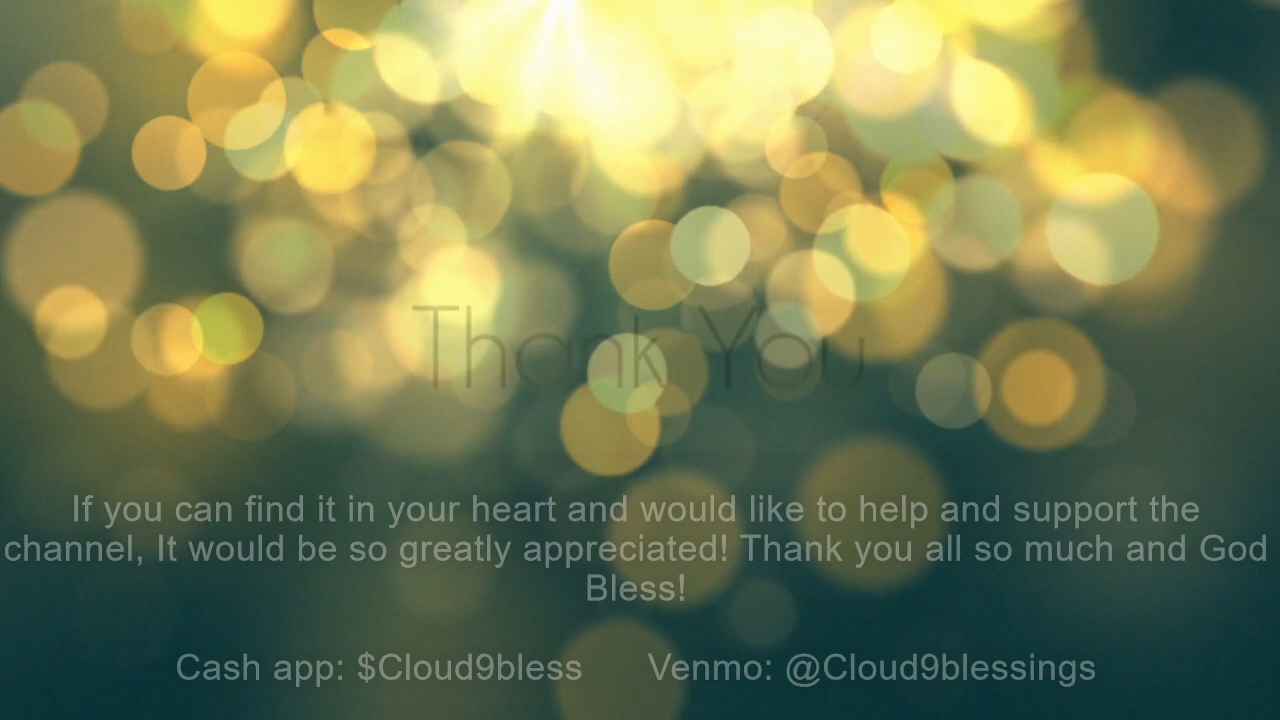 Thank You
If you can find it in your heart and would like to help and support the
channel, It would be so greatly appreciated! Thank you all so much and God
Bless!
Cash app: $Cloud9bless Venmo: @Cloud9blessings